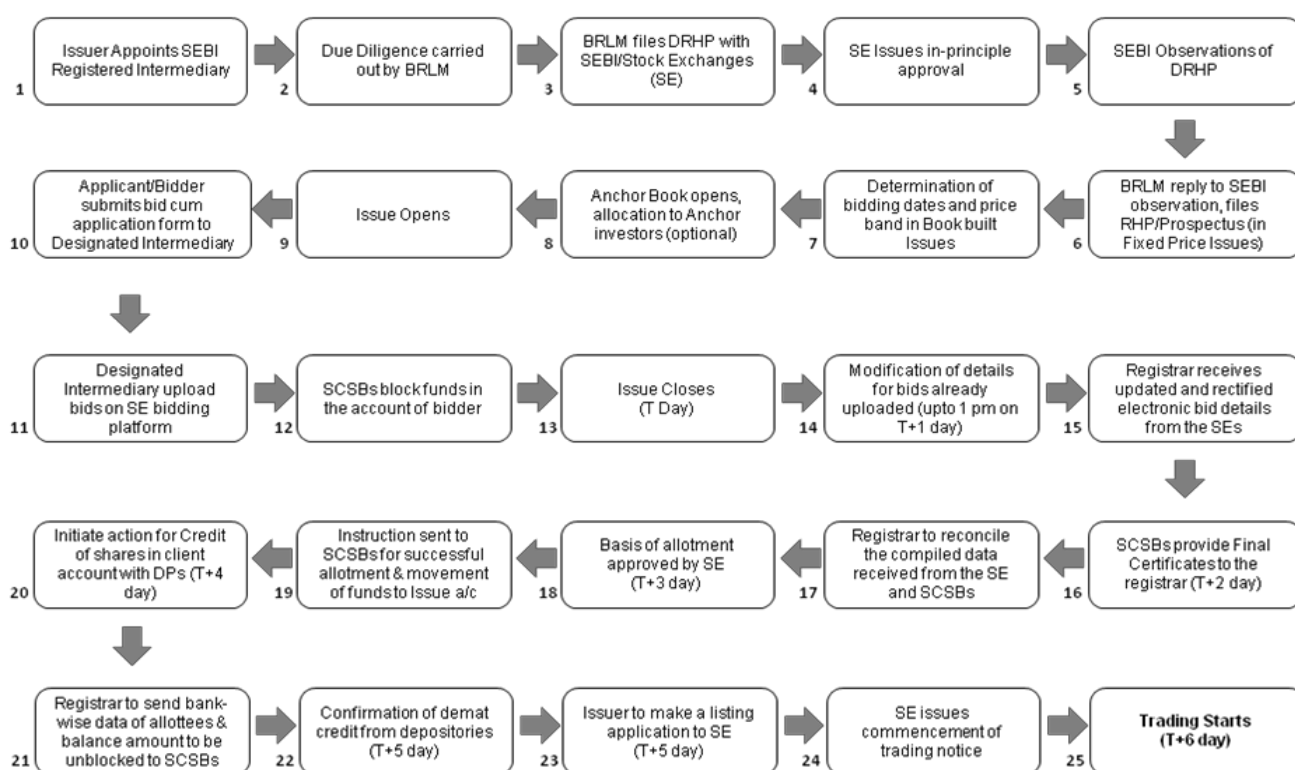 Issuer Appoints SEBI
Registered Intermediary
1
Due Diligence carried
out by BRLM
2
BRLM files DRHP with
SEBI/Stock Exchanges
(SE)
3
SE Issues in-principle
approval
4
SEBI Observations of
DRHP
5
BRLM reply to SEBI
observation, files
RHP/Prospectus (in
Fixed Price Issues)
6
Determination of
bidding dates and price
band in Book built
Issues
7
Anchor Book opens,
allocation to Anchor
investors (optional)
8
Issue Opens
9
Applicant/Bidder
submits bid cum
application form to
Designated Intermediary
10
Designated
Intermediary upload
bids on SE bidding
platform
11
SCSBs block funds in
the account of bidder
12
Issue Closes
(T Day)
13
Modification of details
for bids already
uploaded (upto 1 pm on
T+1 day)
14
Registrar receives
updated and rectified
electronic bid details
from the SEs
15
SCSBs provide Final
Certificates to the
registrar (T+2 day)
16
Registrar to reconcile
the compiled data
received from the SE
and SCSBs
17
Basis of allotment
approved by SE
(T+3 day)
18
Instruction sent to
SCSBs for successful
allotment & movement
of funds to Issue a/c
19
Initiate action for Credit
of shares in client
account with DPs (T+4
day)
20
Registrar to send bank-
wise data of allottees &
balance amount to be
unblocked to SCSBs
21
Confirmation of demat
credit from depositories
(T+5 day)
22
Issuer to make a listing
application to SE
(T+5 day)
23
SE issues
commencement of
trading notice
24
Trading Starts
(T+6 day)
25